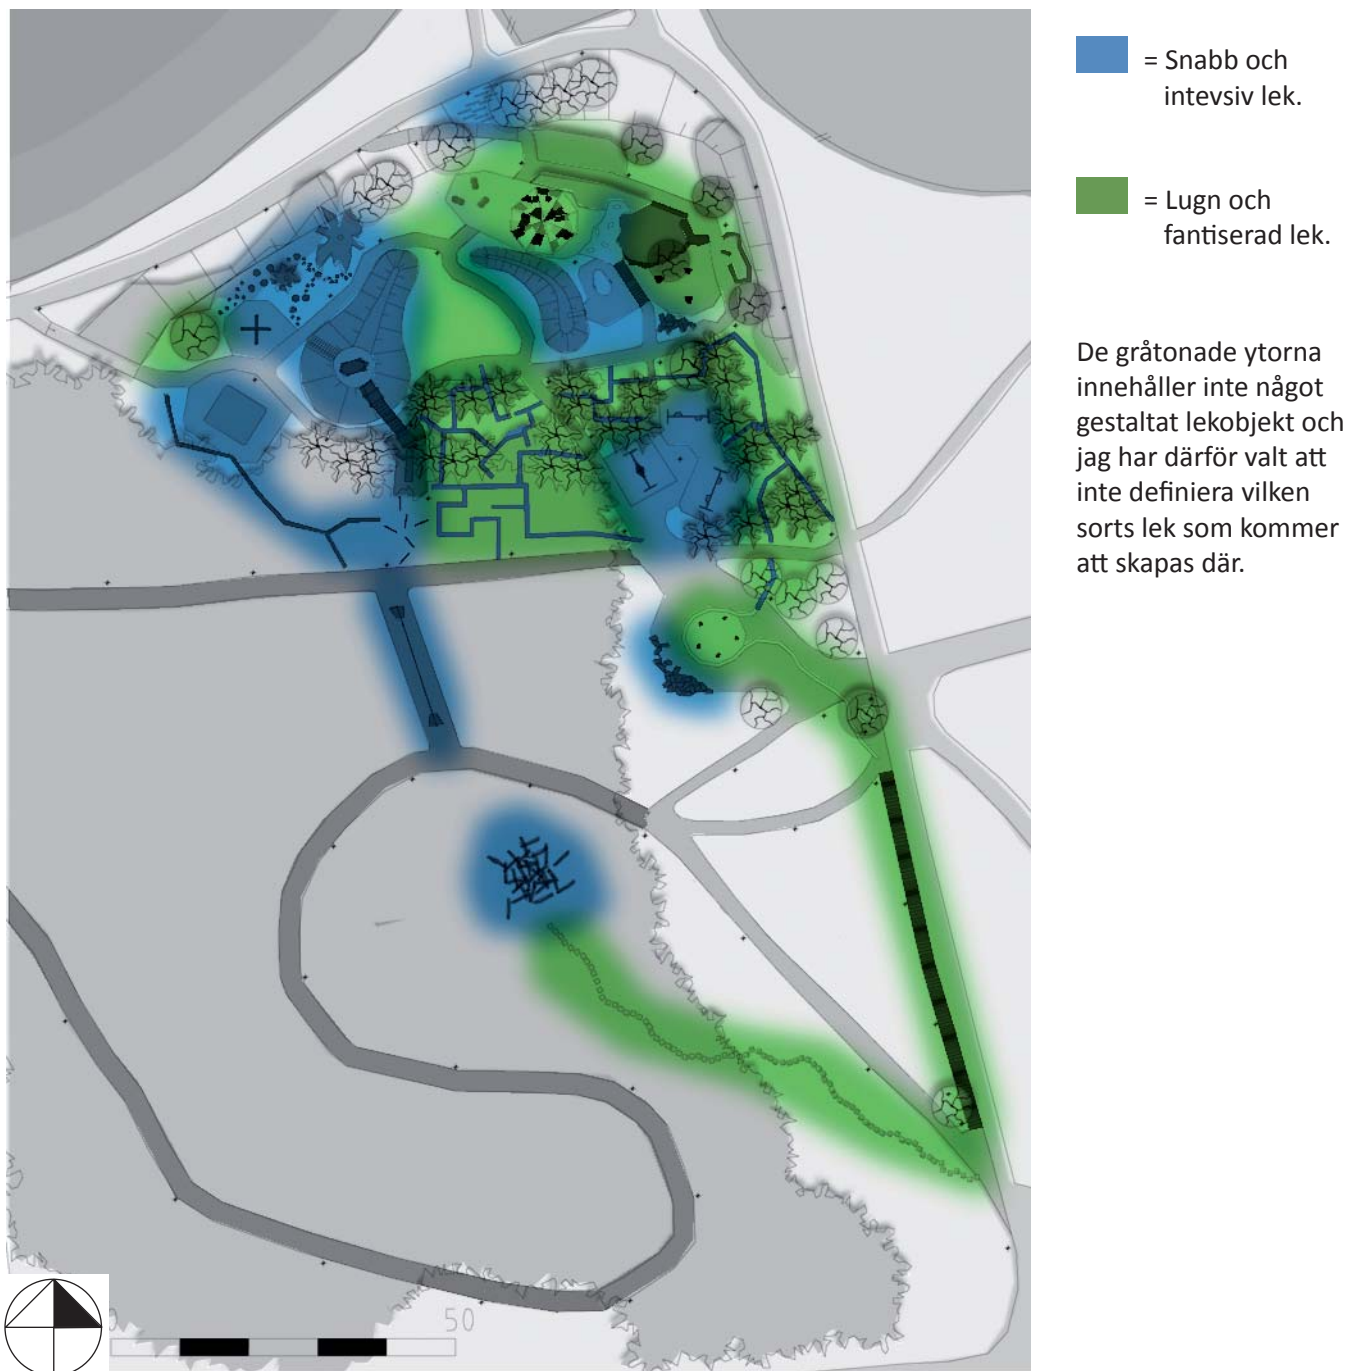 = Snabb och
intevsiv lek.
= Lugn och
fantiserad lek.
De gråtonade ytorna
innehåller inte något
gestaltat lekobjekt och
jag har därför valt att
inte definiera vilken
sorts lek som kommer
att skapas där.
50